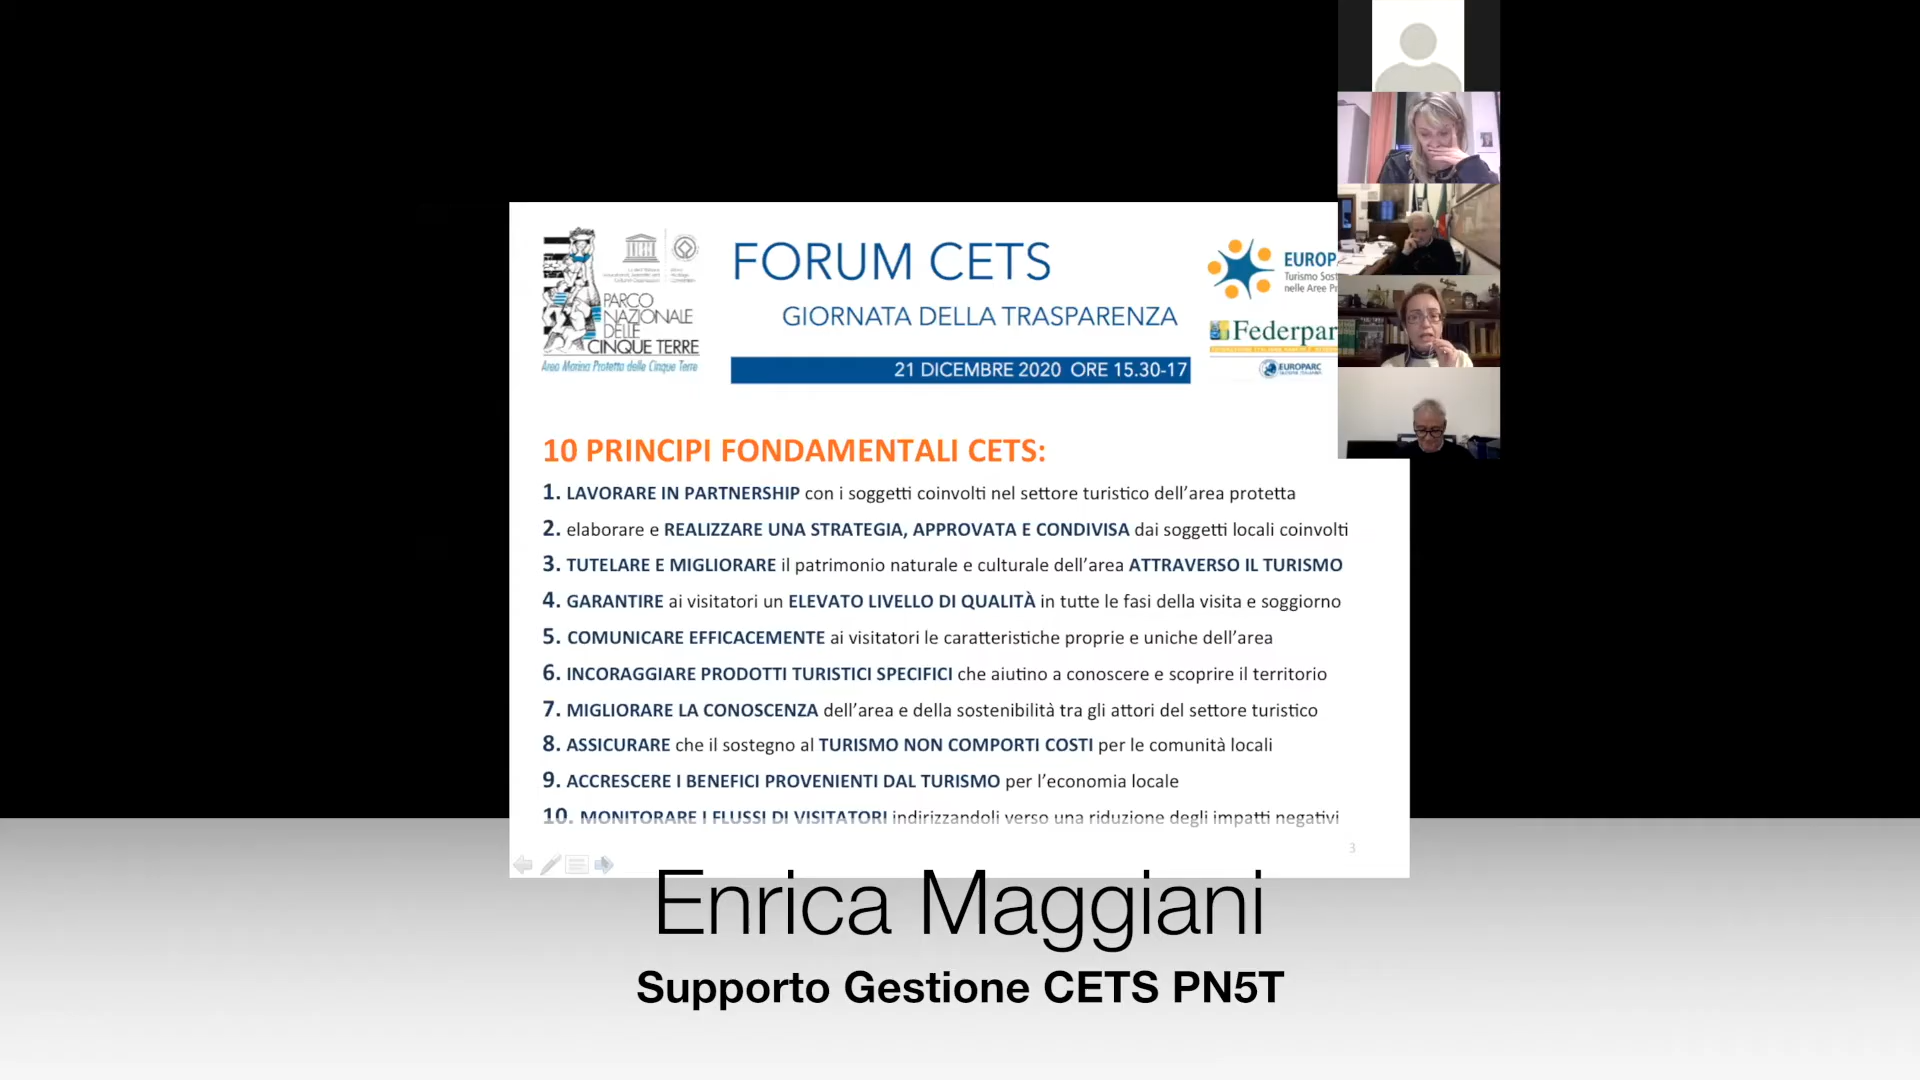 FORUM CETS
GIORNATA DELLA TRASPARENZA
21 DICEMBRE 2020 ORE 15.30-17
PARCO
NAZIONALE
DELLE
CINQUE TERRE
Area Marina Protetta delle Cinque Terre
EUROP
Turismo Sost
nelle Aree Pr
Federpar
EUROPARC
10 PRINCIPI FONDAMENTALI CETS:
1. LAVORARE IN PARTNERSHIP con i soggetti coinvolti nel settore turistico dell'area protetta
2. elaborare e REALIZZARE UNA STRATEGIA, APPROVATA E CONDIVISA dai soggetti locali coinvolti
3. TUTELARE E MIGLIORARE il patrimonio naturale e culturale dell'area ATTRAVERSO IL TURISMO
4. GARANTIRE ai visitatori un ELEVATO LIVELLO DI QUALITÀ in tutte le fasi della visita e soggiorno
5. COMUNICARE EFFICACEMENTE ai visitatori le caratteristiche proprie e uniche dell'area
6. INCORAGGIARE PRODOTTI TURISTICI SPECIFICI che aiutino a conoscere e scoprire il territorio
7. MIGLIORARE LA CONOSCENZA dell'area e della sostenibilità tra gli attori del settore turistico
8. ASSICURARE che il sostegno al TURISMO NON COMPORTI COSTI per le comunità locali
9. ACCRESCERE I BENEFICI PROVENIENTI DAL TURISMO per l'economia locale
10. MONITORARE I FLUSSI DI VISITATORI indirizzandoli verso una riduzione degli impatti negativi
3
Enrica Maggiani
Supporto Gestione CETS PN5T